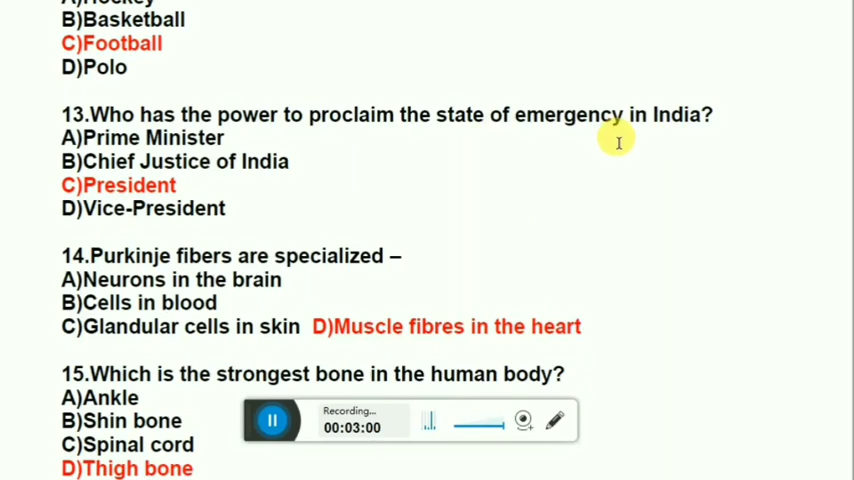 A)Hockey
B)Basketball
C)Football
D)Polo
13.Who has the power to proclaim the state of emergency in India?
A)Prime Minister
B)Chief Justice of India
C)President
D)Vice-President
14.Purkinje fibers are specialized –
A)Neurons in the brain
B)Cells in blood
C)Glandular cells in skin D)Muscle fibres in the heart
15.Which is the strongest bone in the human body?
A)Ankle
B)Shin bone
C)Spinal cord
D)Thigh bone
Recording...
00:03:00